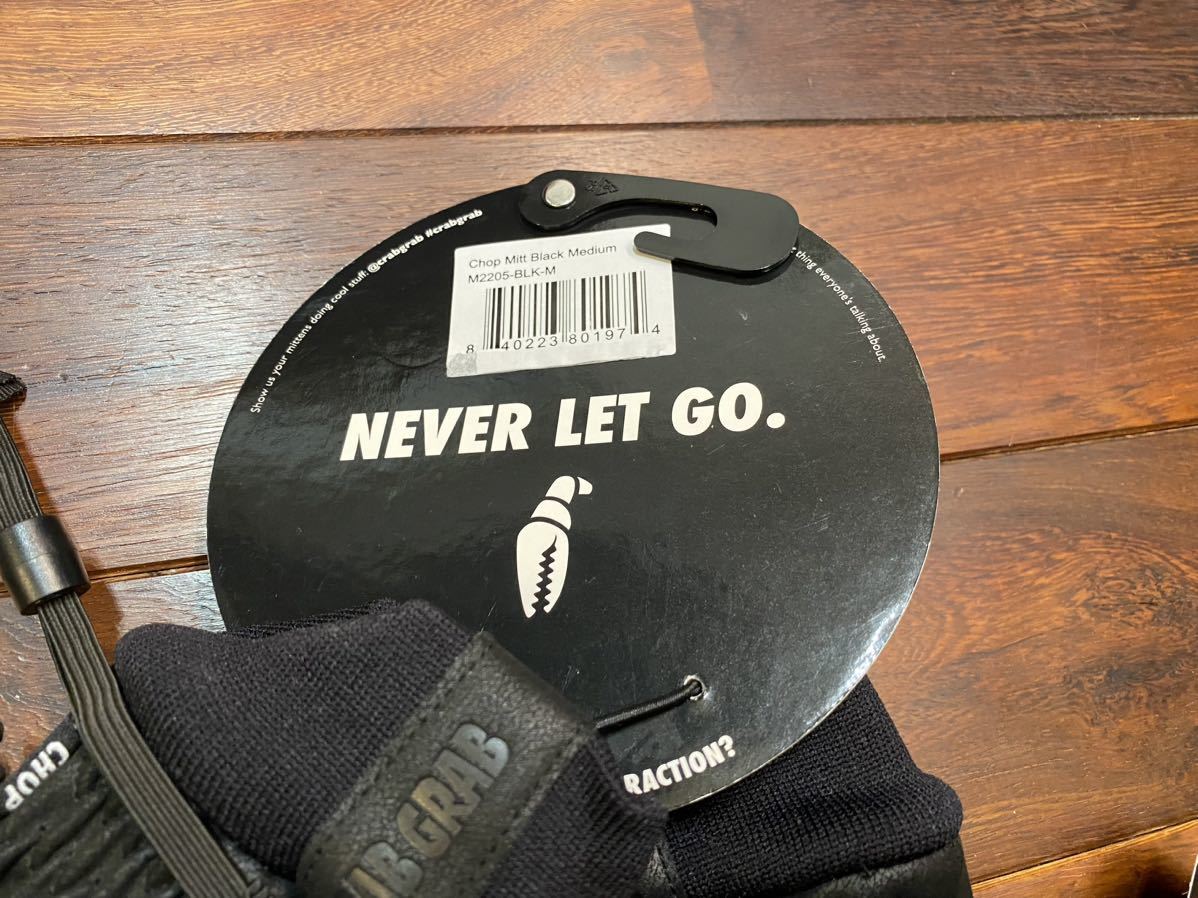 Show us your mittens doing cool stuff: @crabgrab #crabgrab
Chop Mitt Black Medium
M2205-BLK-M
8 40223 80197 4
thing everyone's talking about.
NEVER LET GO.
RACTION?
CHOP
GRAB